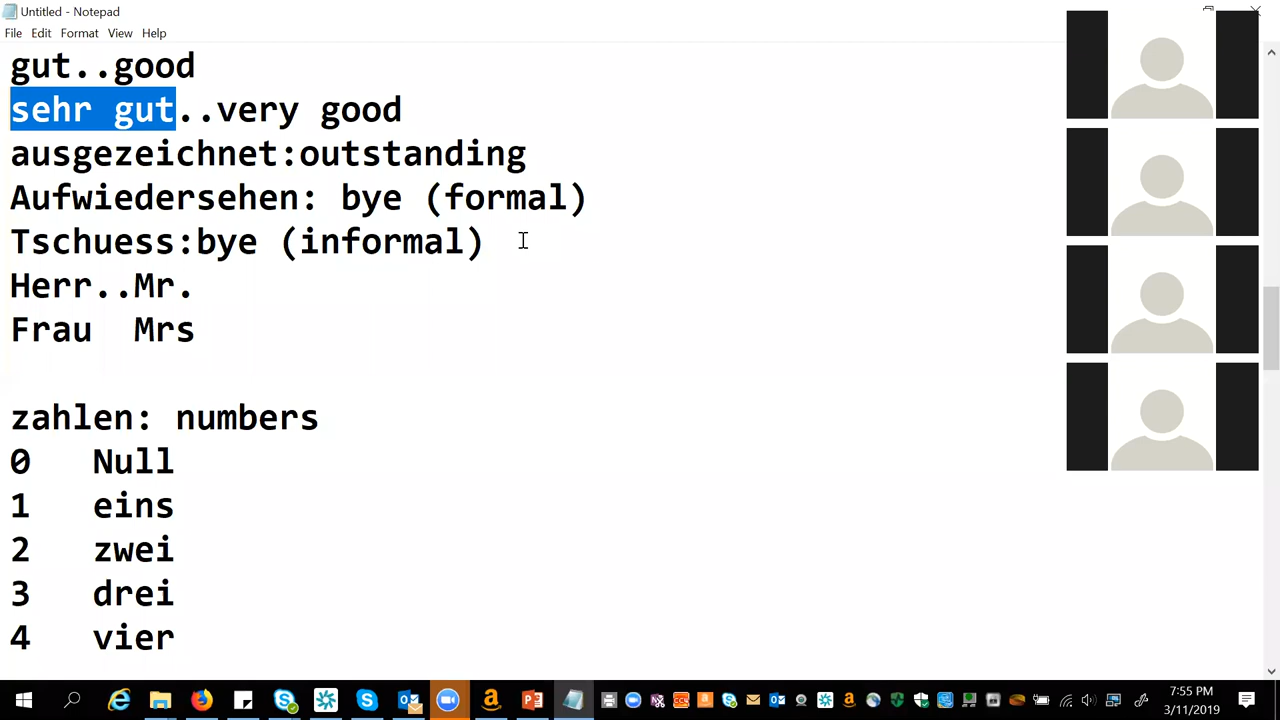 Untitled - Notepad
File Edit Format View Help
gut..good
sehr gut..very good
ausgezeichnet:outstanding
Aufwiedersehen: bye (formal)
Tschuess:bye (informal)
Herr..Mr.
Frau  Mrs
zahlen: numbers
0   Null
1   eins
2   zwei
3   drei
4   vier
7:55 PM
3/11/2019